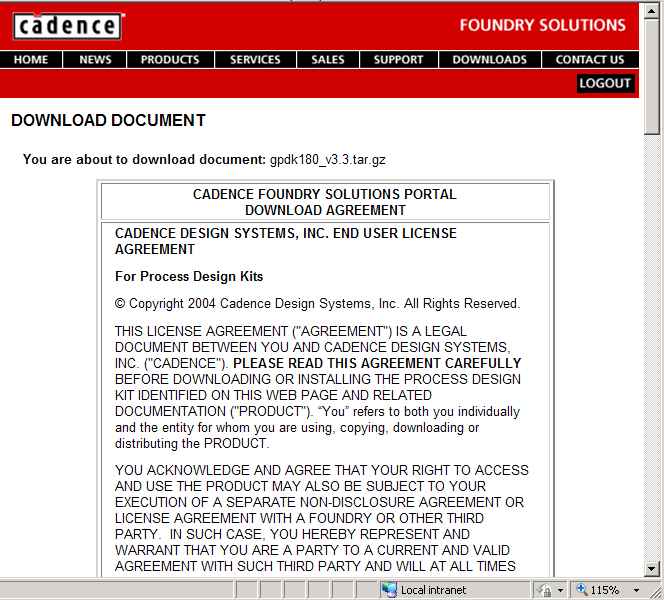 cadence
FOUNDRY SOLUTIONS
HOME NEWS PRODUCTS SERVICES SALES SUPPORT DOWNLOADS CONTACT US
LOGOUT
DOWNLOAD DOCUMENT
You are about to download document: gpdk180_v3.3.tar.gz
CADENCE FOUNDRY SOLUTIONS PORTAL
DOWNLOAD AGREEMENT
CADENCE DESIGN SYSTEMS, INC. END USER LICENSE
AGREEMENT
For Process Design Kits
© Copyright 2004 Cadence Design Systems, Inc. All Rights Reserved.
THIS LICENSE AGREEMENT ("AGREEMENT") IS A LEGAL
DOCUMENT BETWEEN YOU AND CADENCE DESIGN SYSTEMS,
INC. ("CADENCE"). PLEASE READ THIS AGREEMENT CAREFULLY
BEFORE DOWNLOADING OR INSTALLING THE PROCESS DESIGN
KIT IDENTIFIED ON THIS WEB PAGE AND RELATED
DOCUMENTATION ("PRODUCT"). “You” refers to both you individually
and the entity for whom you are using, copying, downloading or
distributing the PRODUCT.
YOU ACKNOWLEDGE AND AGREE THAT YOUR RIGHT TO ACCESS
AND USE THE PRODUCT MAY ALSO BE SUBJECT TO YOUR
EXECUTION OF A SEPARATE NON-DISCLOSURE AGREEMENT OR
LICENSE AGREEMENT WITH A FOUNDRY OR OTHER THIRD
PARTY. IN SUCH CASE, YOU HEREBY REPRESENT AND
WARRANT THAT YOU ARE A PARTY TO A CURRENT AND VALID
AGREEMENT WITH SUCH THIRD PARTY AND WILL AT ALL TIMES
Local intranet 115%